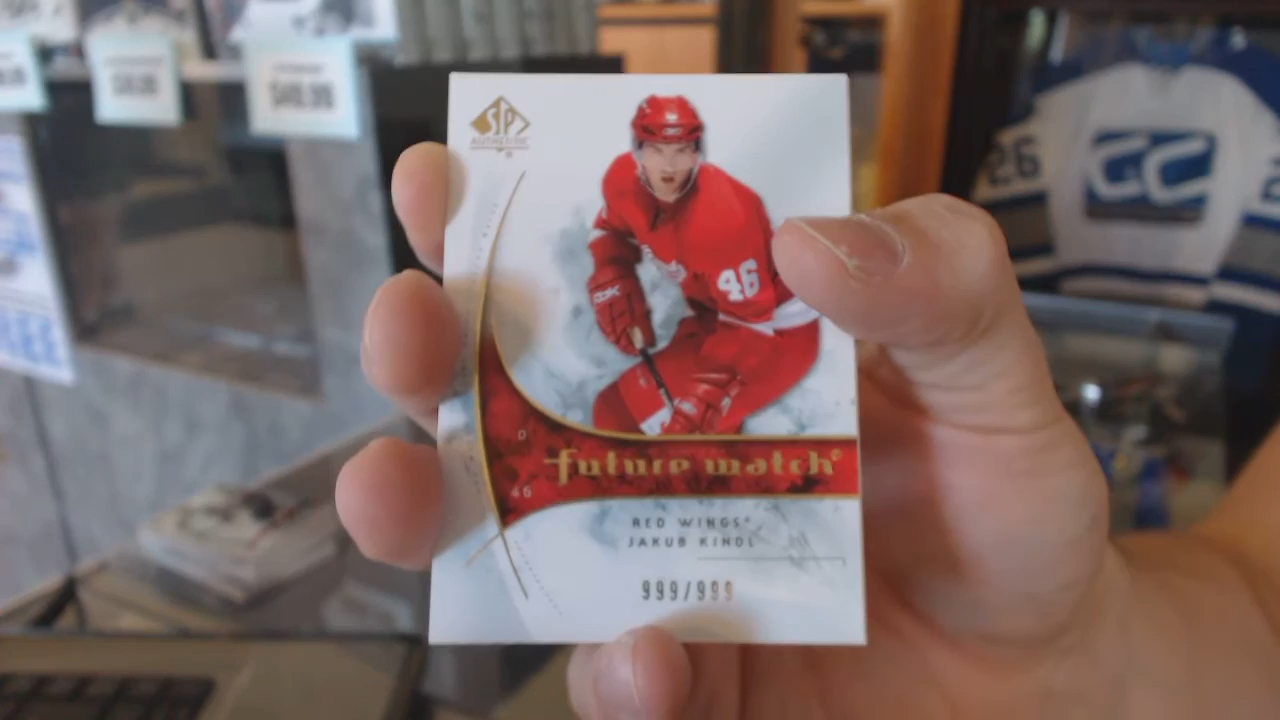 SP
AUTHENTIC
46
D
future watch
46
RED WINGS
JAKUB KINDL
999/999
26
CC